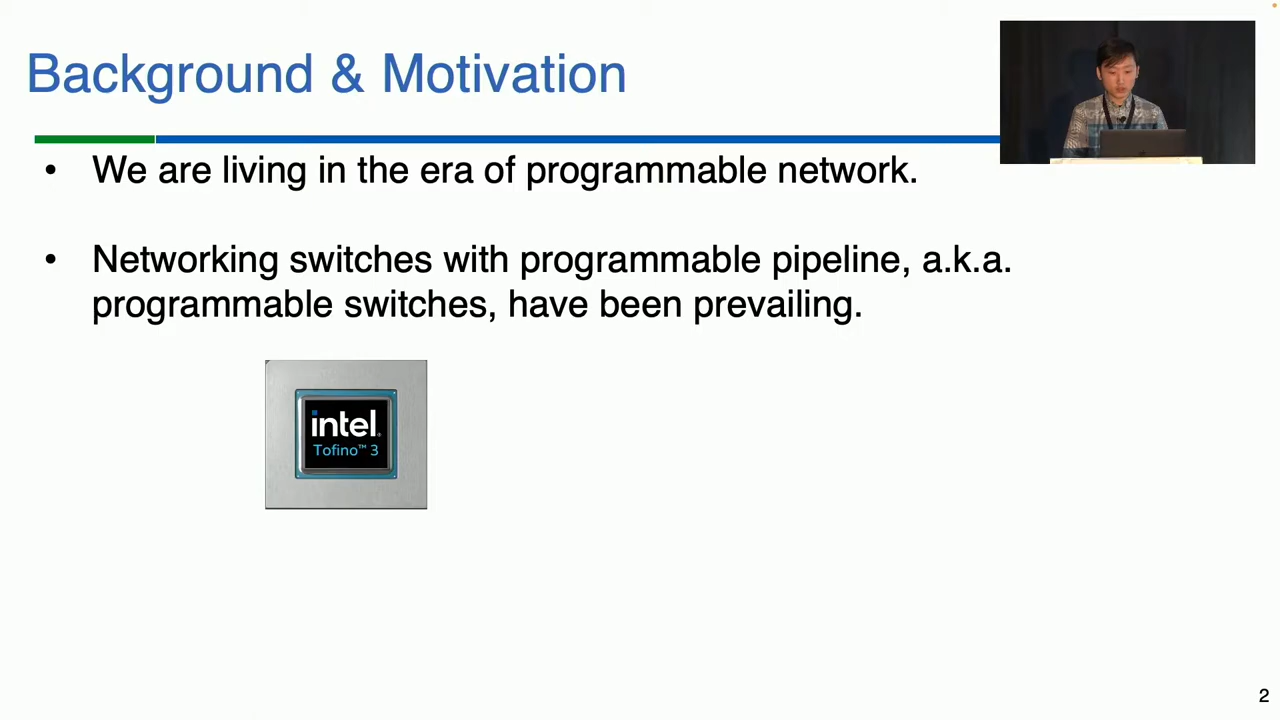 Background & Motivation
• We are living in the era of programmable network.
• Networking switches with programmable pipeline, a.k.a.
programmable switches, have been prevailing.
intel®
Tofino™ 3
2